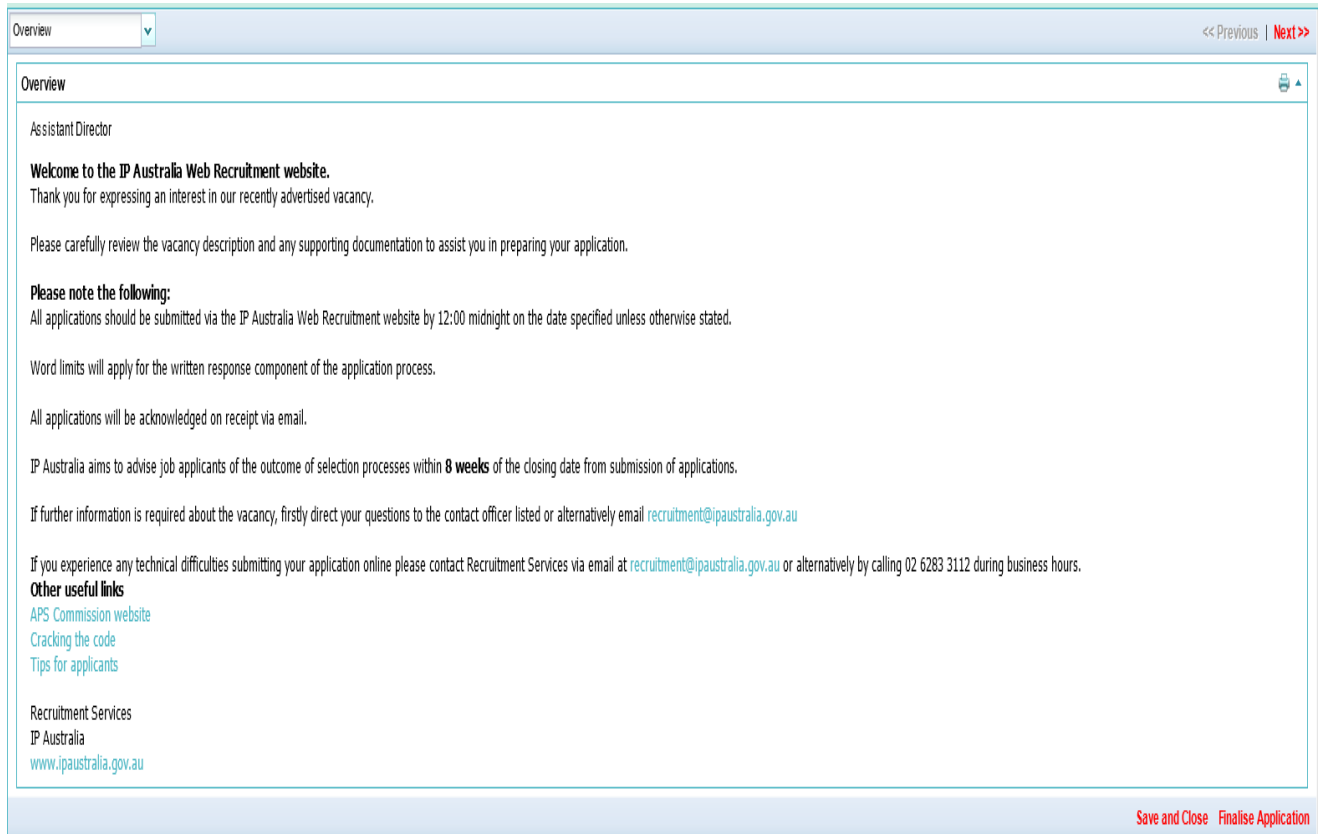 Overview
<< Previous | Next >>
Overview
Assistant Director
Welcome to the IP Australia Web Recruitment website.
Thank you for expressing an interest in our recently advertised vacancy.
Please carefully review the vacancy description and any supporting documentation to assist you in preparing your application.
Please note the following:
All applications should be submitted via the IP Australia Web Recruitment website by 12:00 midnight on the date specified unless otherwise stated.
Word limits will apply for the written response component of the application process.
All applications will be acknowledged on receipt via email.
IP Australia aims to advise job applicants of the outcome of selection processes within 8 weeks of the closing date from submission of applications.
If further information is required about the vacancy, firstly direct your questions to the contact officer listed or alternatively email recruitment@ipaustralia.gov.au
If you experience any technical difficulties submitting your application online please contact Recruitment Services via email at recruitment@ipaustralia.gov.au or alternatively by calling 02 6283 3112 during business hours.
Other useful links
APS Commission website
Cracking the code
Tips for applicants
Recruitment Services
IP Australia
www.ipaustralia.gov.au
Save and Close Finalise Application